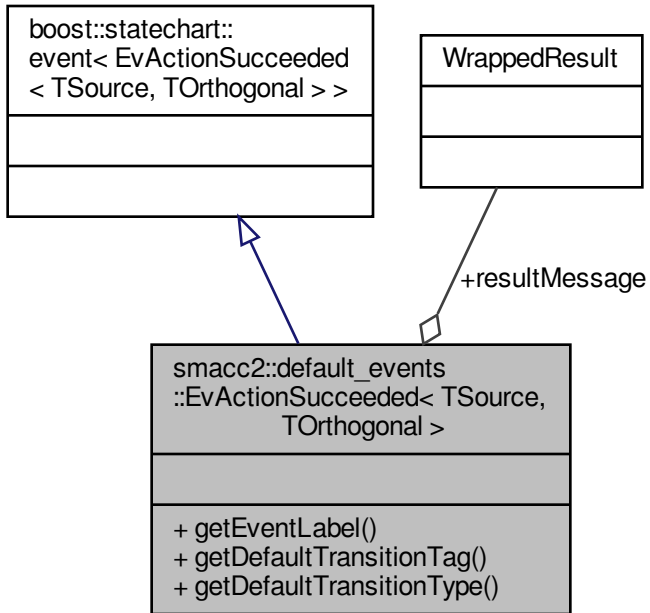 boost::statechart::
event< EvActionSucceeded
< TSource, TOrthogonal > >
WrappedResult
+resultMessage
smacc2::default_events
::EvActionSucceeded< TSource,
TOrthogonal >
+ getEventLabel()
+ getDefaultTransitionTag()
+ getDefaultTransitionType()